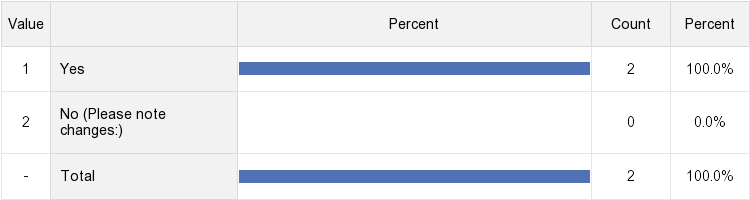 Value Percent Count Percent
1 Yes 2 100.0%
2 No (Please note
changes:) 0 0.0%
- Total 2 100.0%